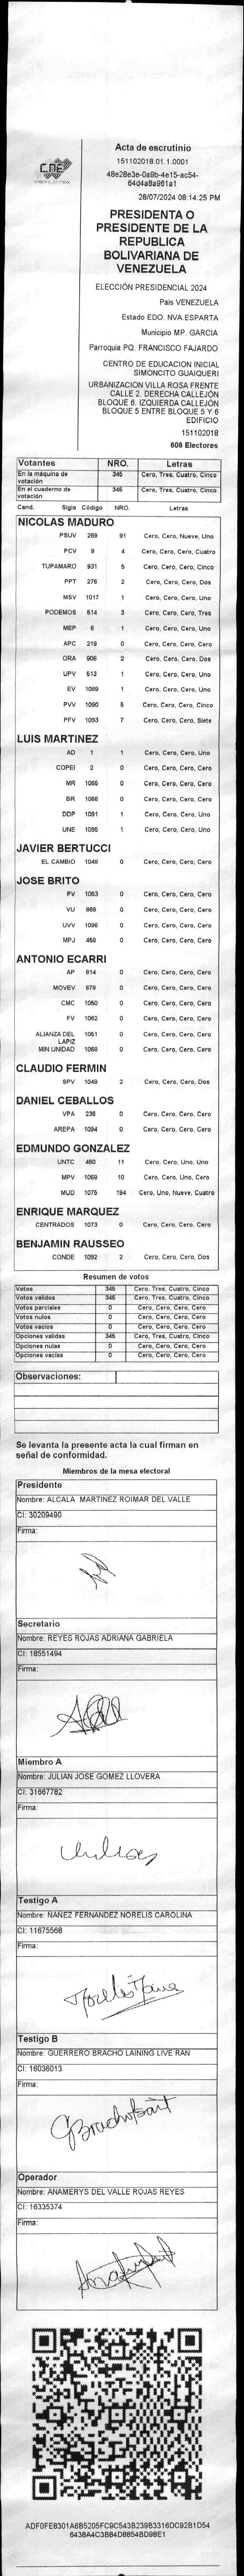 CNE
Acta de escrutinio
151102018.01.1.0001
48e28e3e-0a9b-4e15-ac54-
64d4a8a961a1
28/07/2024 08:14:25 PM
PRESIDENTA O
PRESIDENTE DE LA
REPUBLICA
BOLIVARIANA DE
VENEZUELA
ELECCIÓN PRESIDENCIAL 2024
Pais VENEZUELA
Estado EDO. NVA.ESPARTA
Municipio MP. GARCIA
Parroquia PQ. FRANCISCO FAJARDO
CENTRO DE EDUCACION INICIAL
SIMONCITO GUAIQUERI
URBANIZACION VILLA ROSA FRENTE
CALLE 2. DERECHA CALLEJÓN
BLOQUE 6. IZQUIERDA CALLEJÓN
BLOQUE 5 ENTRE BLOQUE 5 Y 6
EDIFICIO
151102018
606 Electores
Votantes NRO. Letras
En la máquina de votación 345 Cero, Tres, Cuatro, Cinco
En el cuaderno de votación 345 Cero, Tres, Cuatro, Cinco
Cand. Sigla Código NRO. Letras
NICOLAS MADURO
PSUV 269 91 Cero, Cero, Nueve, Uno
PCV 9 4 Cero, Cero, Cero, Cuatro
TUPAMARO 931 5 Cero, Cero, Cero, Cinco
PPT 276 2 Cero, Cero, Cero, Dos
MSV 1017 1 Cero, Cero, Cero, Uno
PODEMOS 514 3 Cero, Cero, Cero, Tres
MEP 6 1 Cero, Cero, Cero, Uno
APC 219 0 Cero, Cero, Cero, Cero
ORA 906 2 Cero, Cero, Cero, Dos
UPV 513 1 Cero, Cero, Cero, Uno
EV 1089 1 Cero, Cero, Cero, Uno
PVV 1090 5 Cero, Cero, Cero, Cinco
PFV 1093 7 Cero, Cero, Cero, Siete
LUIS MARTINEZ
AD 1 1 Cero, Cero, Cero, Uno
COPEI 2 0 Cero, Cero, Cero, Cero
MR 1065 0 Cero, Cero, Cero, Cero
BR 1066 0 Cero, Cero, Cero, Cero
DDP 1091 1 Cero, Cero, Cero, Uno
UNE 1095 1 Cero, Cero, Cero, Uno
JAVIER BERTUCCI
EL CAMBIO 1048 0 Cero, Cero, Cero, Cero
JOSE BRITO
PV 1053 0 Cero, Cero, Cero, Cero
VU 868 0 Cero, Cero, Cero, Cero
UVV 1096 0 Cero, Cero, Cero, Cero
MPJ 458 0 Cero, Cero, Cero, Cero
ANTONIO ECARRI
AP 814 0 Cero, Cero, Cero, Cero
MOVEV 878 0 Cero, Cero, Cero, Cero
CMC 1050 0 Cero, Cero, Cero, Cero
FV 1062 0 Cero, Cero, Cero, Cero
ALIANZA DEL LAPIZ 1051 0 Cero, Cero, Cero, Cero
MIN UNIDAD 1068 0 Cero, Cero, Cero, Cero
CLAUDIO FERMIN
SPV 1049 2 Cero, Cero, Cero, Dos
DANIEL CEBALLOS
VPA 236 0 Cero, Cero, Cero, Cero
AREPA 1094 0 Cero, Cero, Cero, Cero
EDMUNDO GONZALEZ
UNTC 460 11 Cero, Cero, Uno, Uno
MPV 1069 10 Cero, Cero, Uno, Cero
MUD 1075 194 Cero, Uno, Nueve, Cuatro
ENRIQUE MARQUEZ
CENTRADOS 1073 0 Cero, Cero, Cero, Cero
BENJAMIN RAUSSEO
CONDE 1092 2 Cero, Cero, Cero, Dos
Resumen de votos
Votos 345 Cero, Tres, Cuatro, Cinco
Votos validos 345 Cero, Tres, Cuatro, Cinco
Votos parciales 0 Cero, Cero, Cero, Cero
Votos nulos 0 Cero, Cero, Cero, Cero
Votos vacios 0 Cero, Cero, Cero, Cero
Opciones validas 345 Cero, Tres, Cuatro, Cinco
Opciones nulas 0 Cero, Cero, Cero, Cero
Opciones vacias 0 Cero, Cero, Cero, Cero
Observaciones:
Se levanta la presente acta la cual firman en
señal de conformidad.
Miembros de la mesa electoral
Presidente
Nombre: ALCALA MARTINEZ ROIMAR DEL VALLE
CI: 30209490
Firma:
Secretario
Nombre: REYES ROJAS ADRIANA GABRIELA
CI: 18551494
Firma:
Miembro A
Nombre: JULIAN JOSE GOMEZ LLOVERA
CI: 31667782
Firma:
Testigo A
Nombre: NAÑEZ FERNANDEZ NORELIS CAROLINA
CI: 11675568
Firma:
Testigo B
Nombre: GUERRERO BRACHO LAINING LIVE RAN
CI: 16036013
Firma:
Operador
Nombre: ANAMERYS DEL VALLE ROJAS REYES
CI: 16335374
Firma:
ADF0FE8301A6B5205FC9C543B239B3316DC92B1D54
6438A4C3B84D8854BD98E1